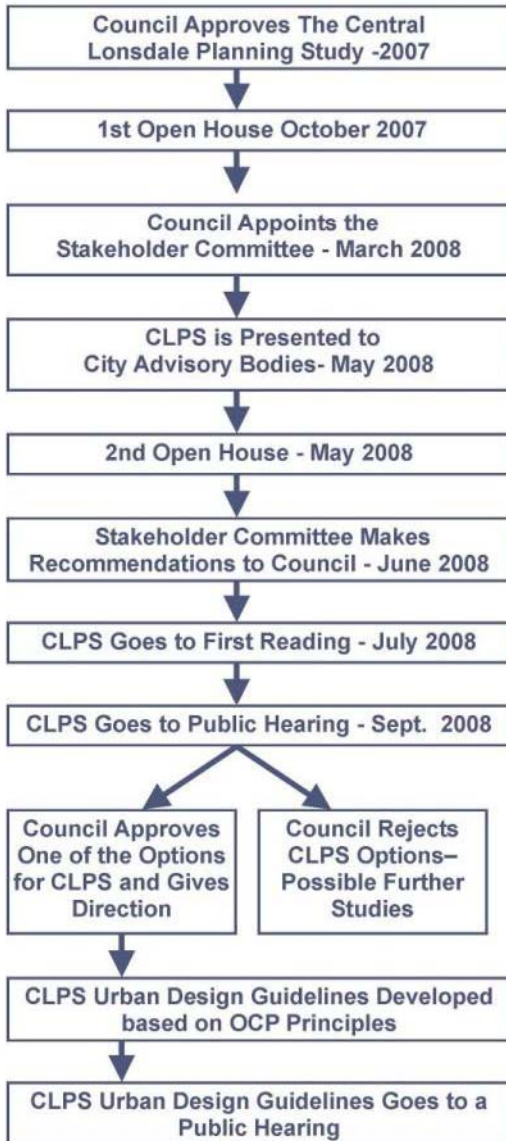 Council Approves The Central
Lonsdale Planning Study -2007
1st Open House October 2007
Council Appoints the
Stakeholder Committee - March 2008
CLPS is Presented to
City Advisory Bodies- May 2008
2nd Open House - May 2008
Stakeholder Committee Makes
Recommendations to Council - June 2008
CLPS Goes to First Reading - July 2008
CLPS Goes to Public Hearing - Sept. 2008
Council Approves
One of the Options
for CLPS and Gives
Direction
Council Rejects
CLPS Options–
Possible Further
Studies
CLPS Urban Design Guidelines Developed
based on OCP Principles
CLPS Urban Design Guidelines Goes to a
Public Hearing